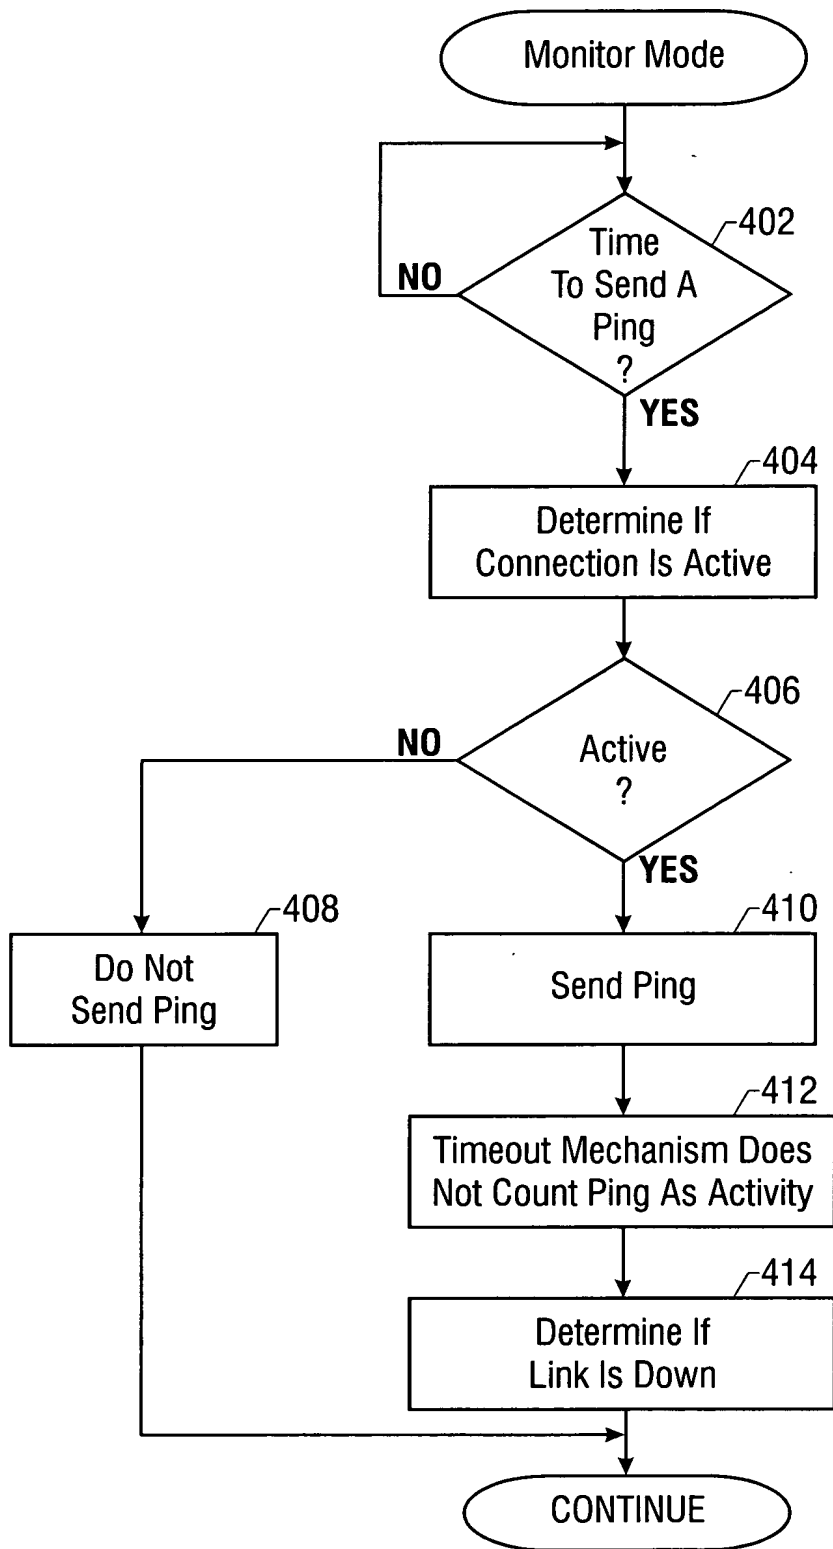 Monitor Mode
402
Time
To Send A
Ping
?
NO
YES
404
Determine If
Connection Is Active
406
Active
?
NO
YES
408
Do Not
Send Ping
410
Send Ping
412
Timeout Mechanism Does
Not Count Ping As Activity
414
Determine If
Link Is Down
CONTINUE